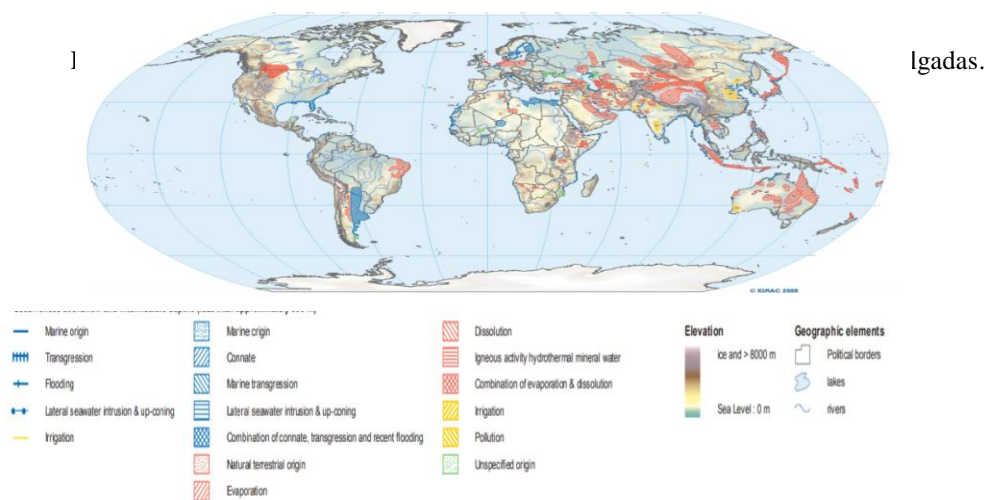 lgadas.
© IGRAC 2009
Marine origin
Transgression
Flooding
Lateral seawater intrusion & up-coning
Irrigation
Marine origin
Connate
Marine transgression
Lateral seawater intrusion & up-coning
Combination of connate, transgression and recent flooding
Natural terrestrial origin
Evaporation
Dissolution
Igneous activity hydrothermal mineral water
Combination of evaporation & dissolution
Irrigation
Pollution
Unspecified origin
Elevation
ice and > 8000 m
Sea Level : 0 m
Geographic elements
Political borders
lakes
rivers